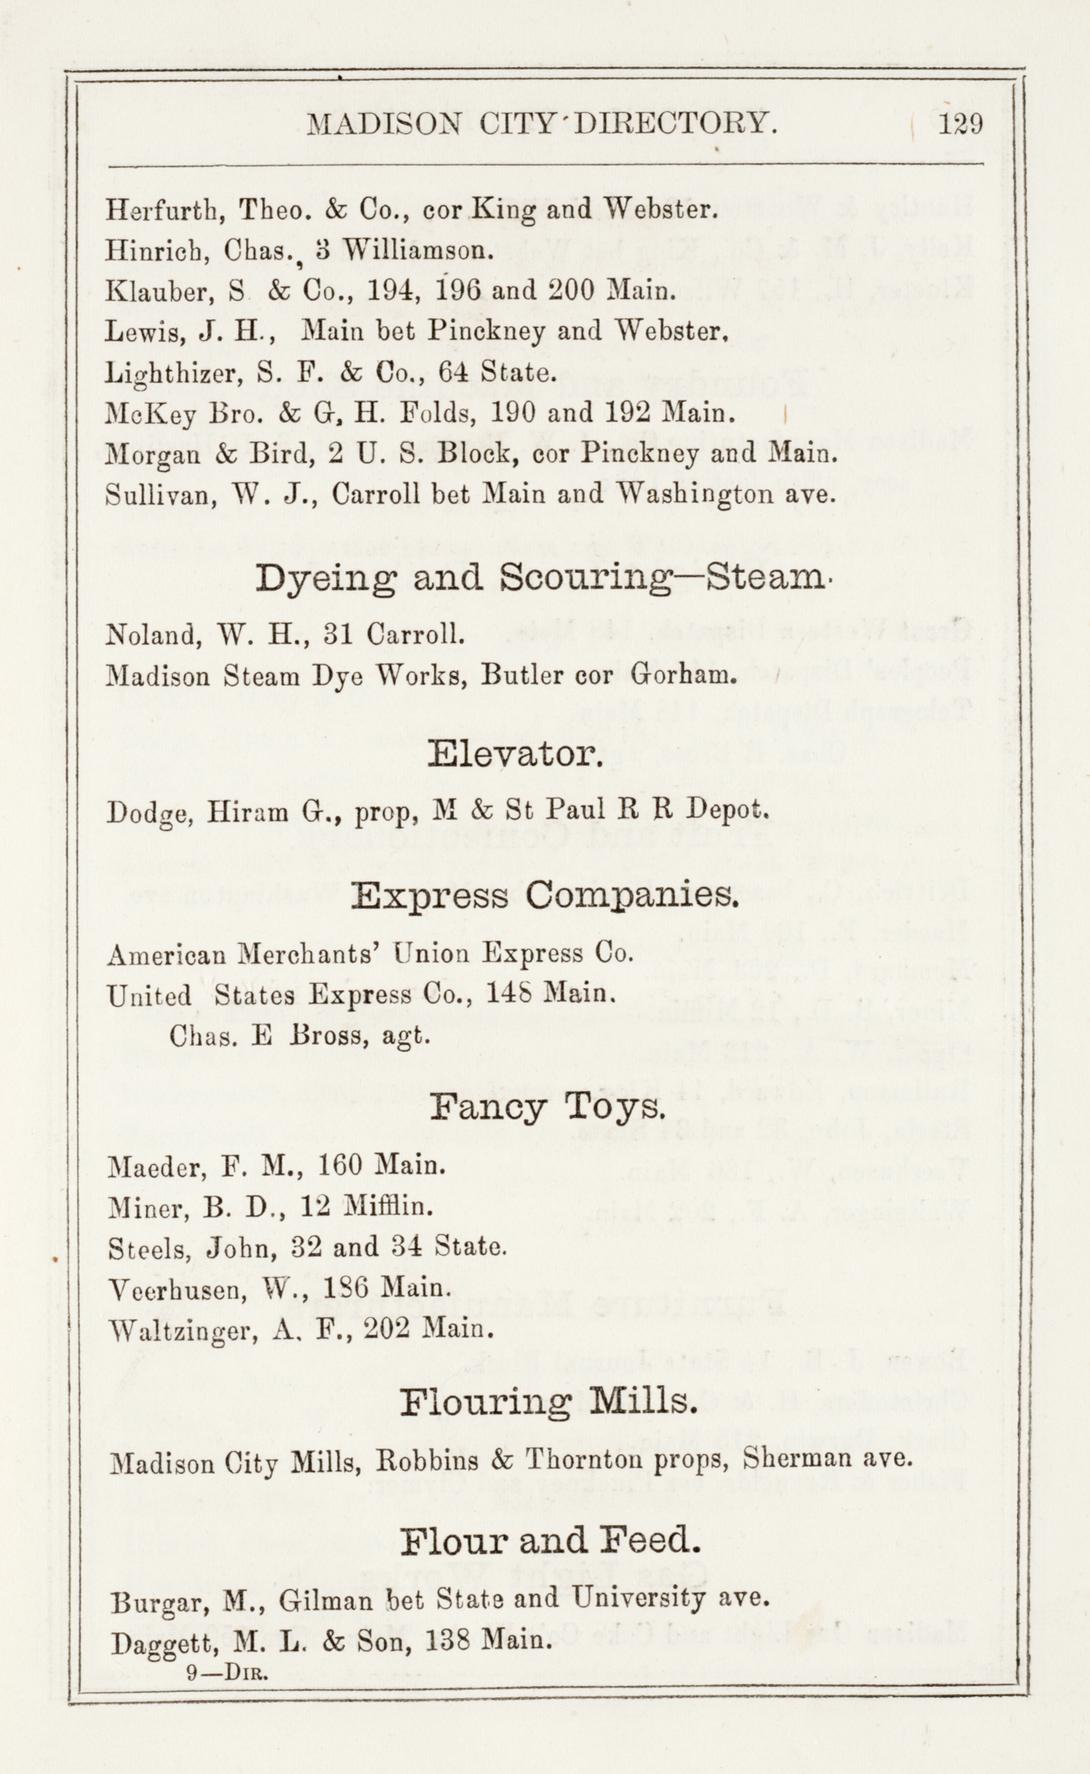 MADISON CITY DIRECTORY. 129
Herfurth, Theo. & Co., cor King and Webster.
Hinrich, Chas., 3 Williamson.
Klauber, S. & Co., 194, 196 and 200 Main.
Lewis, J. H., Main bet Pinckney and Webster.
Lighthizer, S. F. & Co., 64 State.
McKey Bro. & G. H. Folds, 190 and 192 Main.
Morgan & Bird, 2 U. S. Block, cor Pinckney and Main.
Sullivan, W. J., Carroll bet Main and Washington ave.
Dyeing and Scouring—Steam.
Noland, W. H., 31 Carroll.
Madison Steam Dye Works, Butler cor Gorham.
Elevator.
Dodge, Hiram G., prop, M & St Paul R R Depot.
Express Companies.
American Merchants' Union Express Co.
United States Express Co., 148 Main.
Chas. E Bross, agt.
Fancy Toys.
Maeder, F. M., 160 Main.
Miner, B. D., 12 Mifflin.
Steels, John, 32 and 34 State.
Veerhusen, W., 186 Main.
Waltzinger, A. F., 202 Main.
Flouring Mills.
Madison City Mills, Robbins & Thornton props, Sherman ave.
Flour and Feed.
Burgar, M., Gilman bet State and University ave.
Daggett, M. L. & Son, 138 Main.
9—DIR.